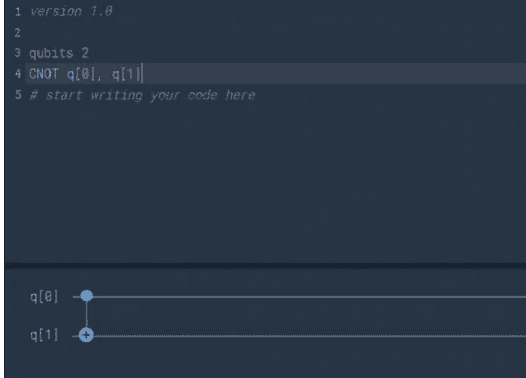 1 version 1.0
2
3 qubits 2
4 CNOT q[0], q[1]
5 # start writing your code here
q[0]
q[1]